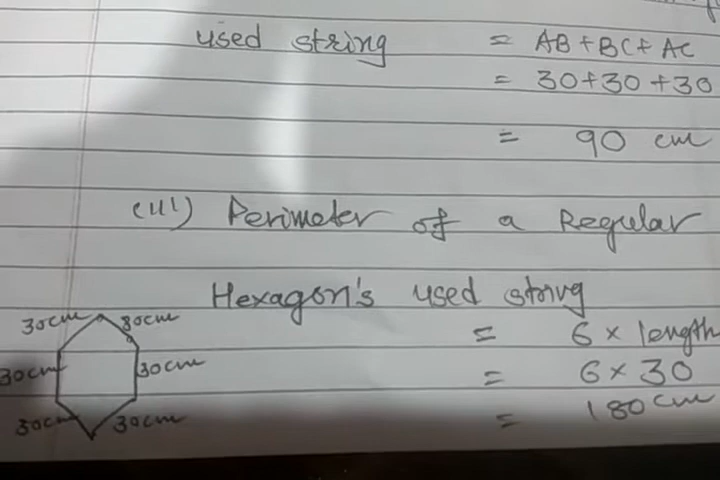 used string = AB + BC + AC
= 30 + 30 + 30
= 90 cm
(iii) Perimeter of a Regular
Hexagon's used string
30cm 30cm
= 6 × length
30cm 30cm
= 6 × 30
30cm 30cm
= 180 cm